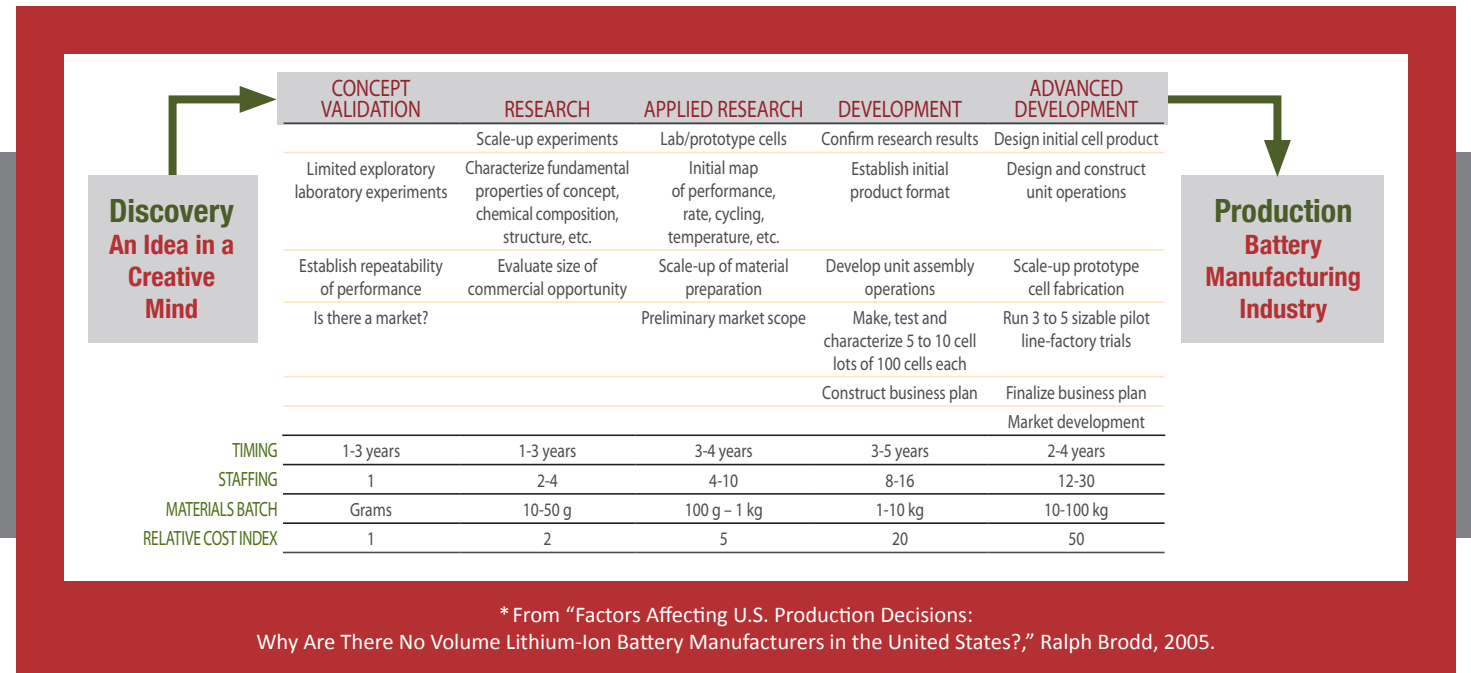 Discovery
An Idea in a
Creative
Mind
CONCEPT
VALIDATION
RESEARCH
APPLIED RESEARCH
DEVELOPMENT
ADVANCED
DEVELOPMENT
Scale-up experiments
Lab/prototype cells
Confirm research results
Design initial cell product
Limited exploratory
laboratory experiments
Characterize fundamental
properties of concept,
chemical composition,
structure, etc.
Initial map
of performance,
rate, cycling,
temperature, etc.
Establish initial
product format
Design and construct
unit operations
Establish repeatability
of performance
Evaluate size of
commercial opportunity
Scale-up of material
preparation
Develop unit assembly
operations
Scale-up prototype
cell fabrication
Is there a market?
Preliminary market scope
Make, test and
characterize 5 to 10 cell
lots of 100 cells each
Run 3 to 5 sizable pilot
line-factory trials
Construct business plan
Finalize business plan
Market development
TIMING 1-3 years 1-3 years 3-4 years 3-5 years 2-4 years
STAFFING 1 2-4 4-10 8-16 12-30
MATERIALS BATCH Grams 10-50 g 100 g – 1 kg 1-10 kg 10-100 kg
RELATIVE COST INDEX 1 2 5 20 50
Production
Battery
Manufacturing
Industry
* From “Factors Affecting U.S. Production Decisions:
Why Are There No Volume Lithium-Ion Battery Manufacturers in the United States?,” Ralph Brodd, 2005.